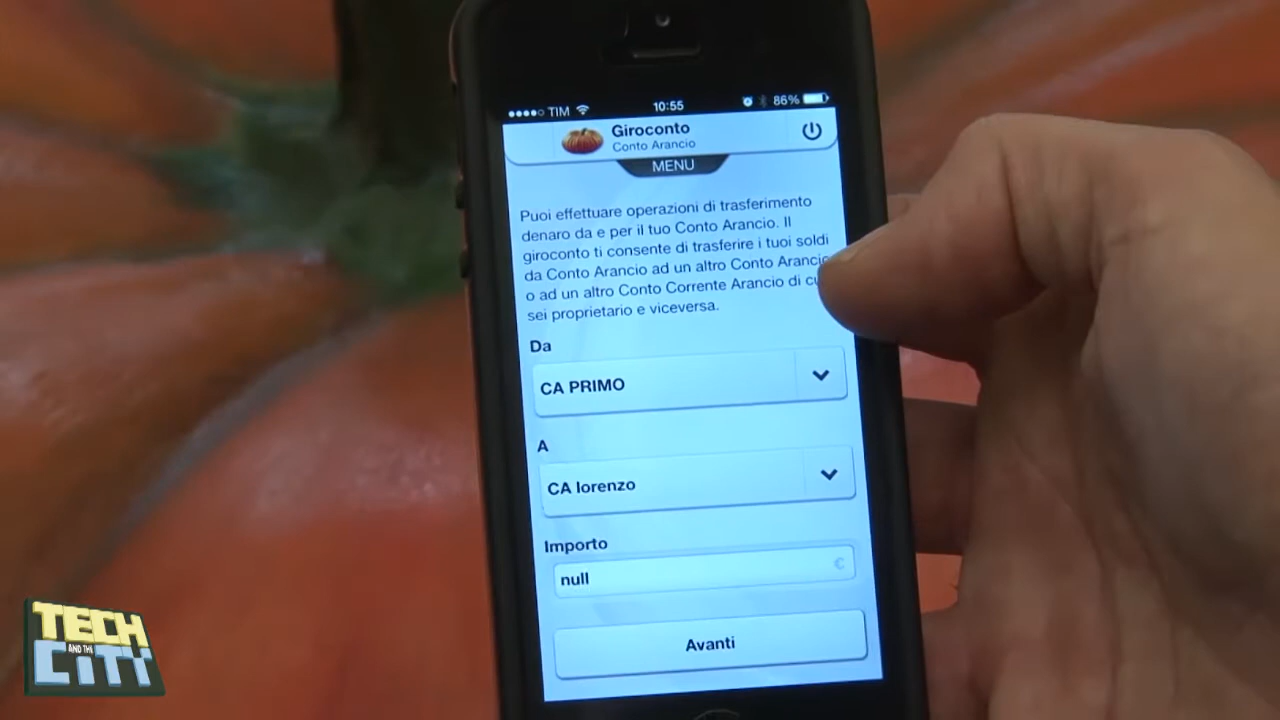 TIM 10:55 86%
Giroconto
Conto Arancio
MENU
Puoi effettuare operazioni di trasferimento
denaro da e per il tuo Conto Arancio. Il
giroconto ti consente di trasferire i tuoi soldi
da Conto Arancio ad un altro Conto Arancio
o ad un altro Conto Corrente Arancio di
sei proprietario e viceversa.
Da
CA PRIMO
A
CA lorenzo
Importo
null €
Avanti
TECH
AND THE
CITY